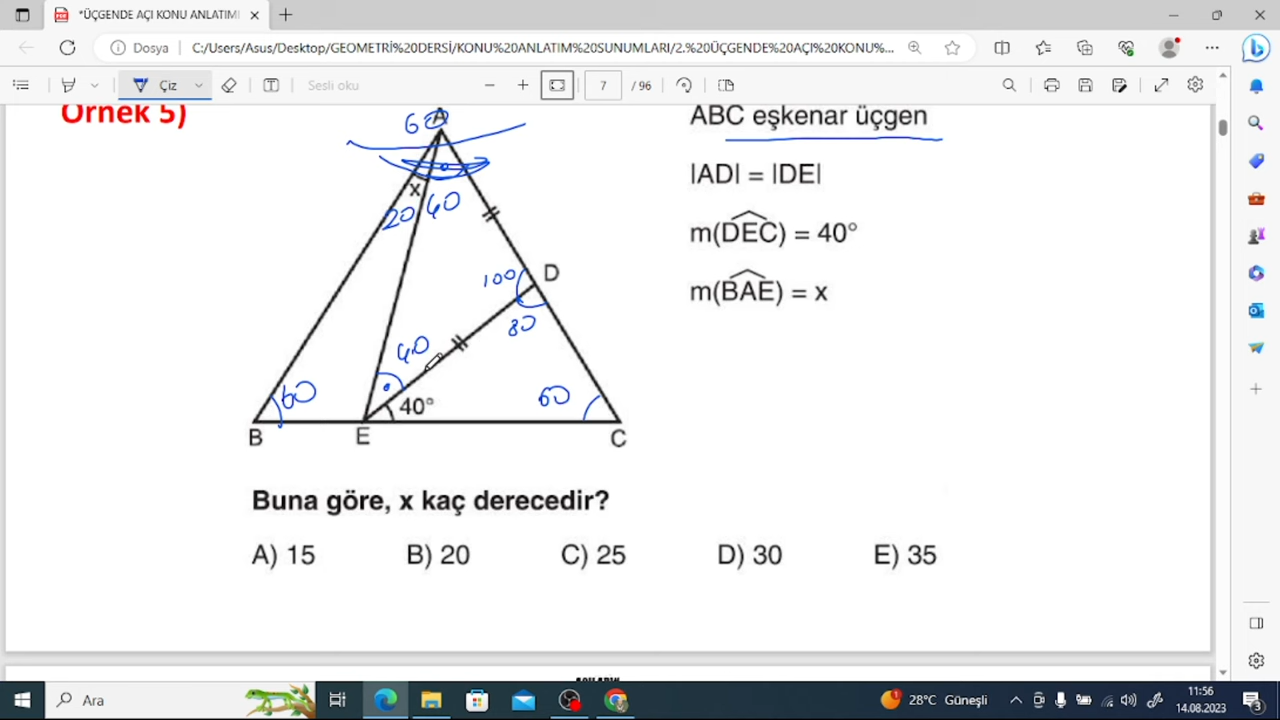 *ÜÇGENDE AÇI KONU ANLATIMI
Dosya C:/Users/Asus/Desktop/GEOMETRİ%20DERSİ/KONU%20ANLATIM%20SUNUMLARI/2.%20ÜÇGENDE%20AÇI%20KONU%...
Çiz
Sesli oku
7 / 96
Örnek 5)
60
A
ABC eşkenar üçgen
|AD| = |DE|
x
20 40
m(DEC) = 40°
100 D
m(BAE) = x
80
40
60
60
40°
B E C
Buna göre, x kaç derecedir?
A) 15 B) 20 C) 25 D) 30 E) 35
Ara
28°C Güneşli
11:56
14.08.2023
3